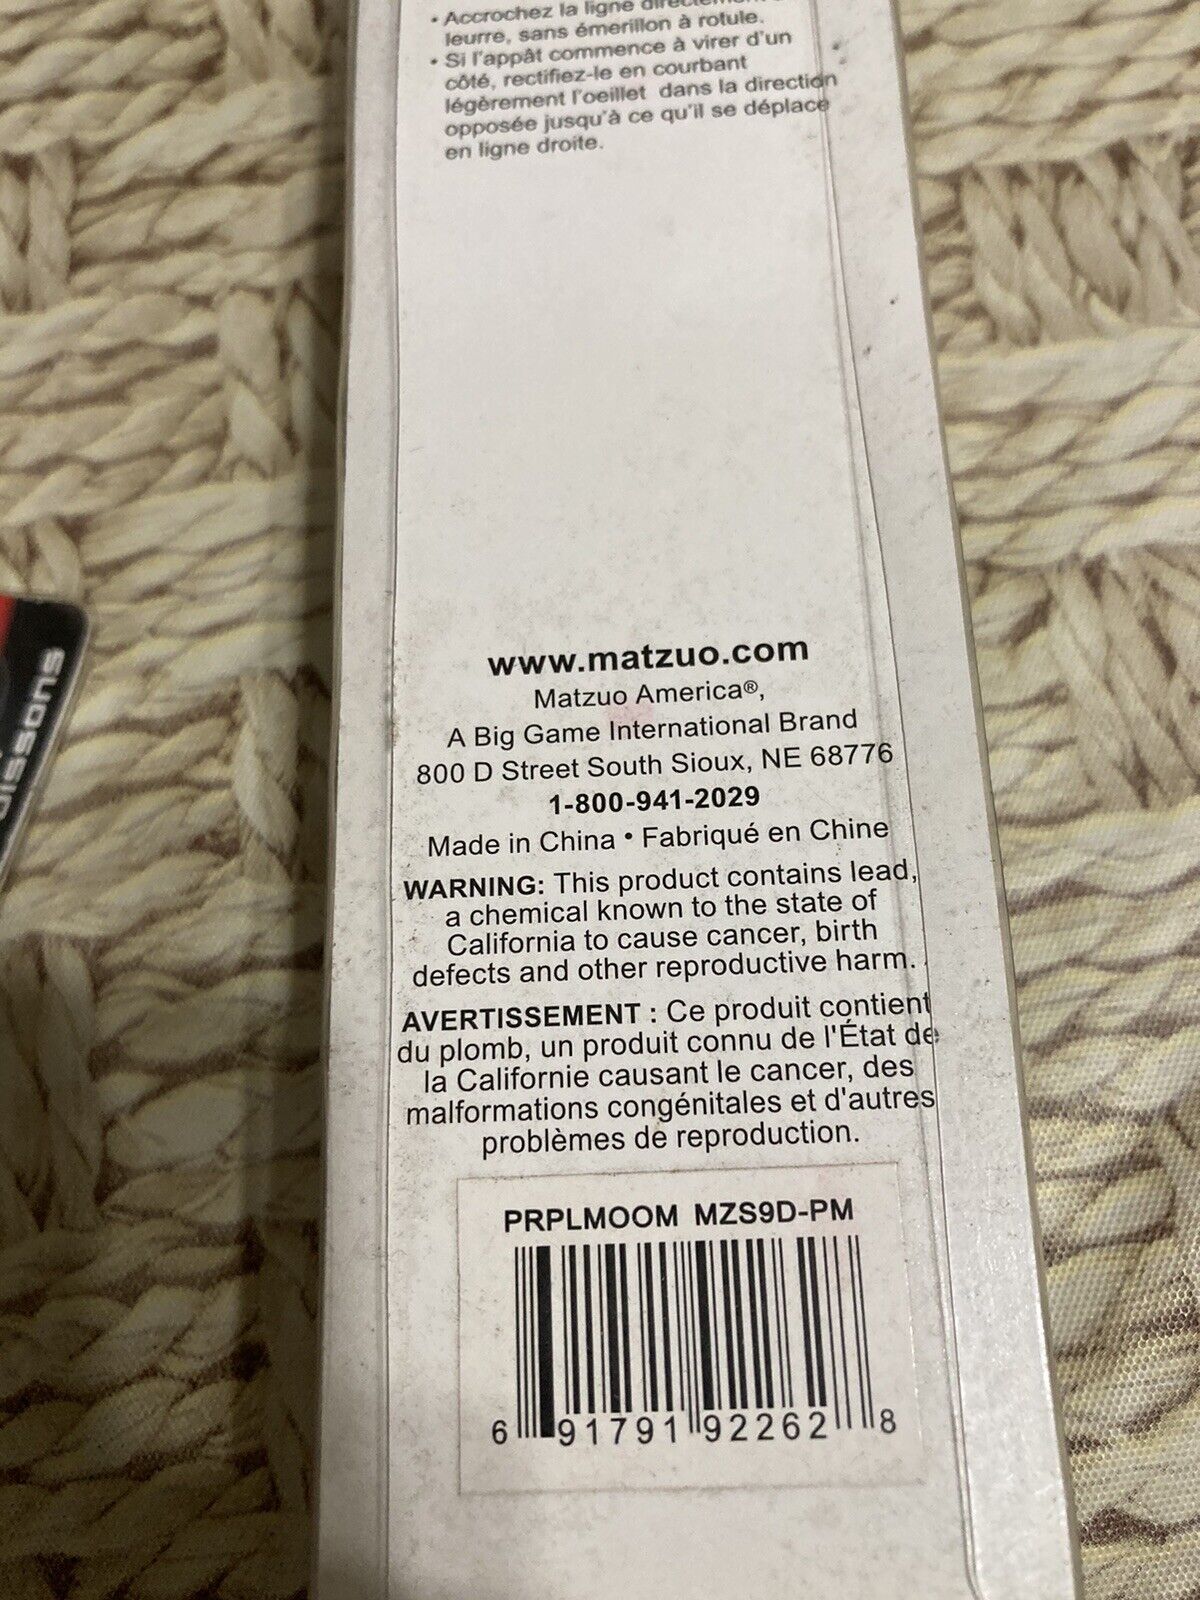 • Accrochez la ligne directement
leurre, sans émerillon à rotule.
• Si l'appât commence à virer d'un
côté, rectifiez-le en courbant
légèrement l'oeillet dans la direction
opposée jusqu'à ce qu'il se déplace
en ligne droite.
www.matzuo.com
Matzuo America®,
A Big Game International Brand
800 D Street South Sioux, NE 68776
1-800-941-2029
Made in China • Fabriqué en Chine
WARNING: This product contains lead,
a chemical known to the state of
California to cause cancer, birth
defects and other reproductive harm.
AVERTISSEMENT : Ce produit contient
du plomb, un produit connu de l'État de
la Californie causant le cancer, des
malformations congénitales et d'autres
problèmes de reproduction.
PRPLMOOM MZS9D-PM
6 91791 92262 8